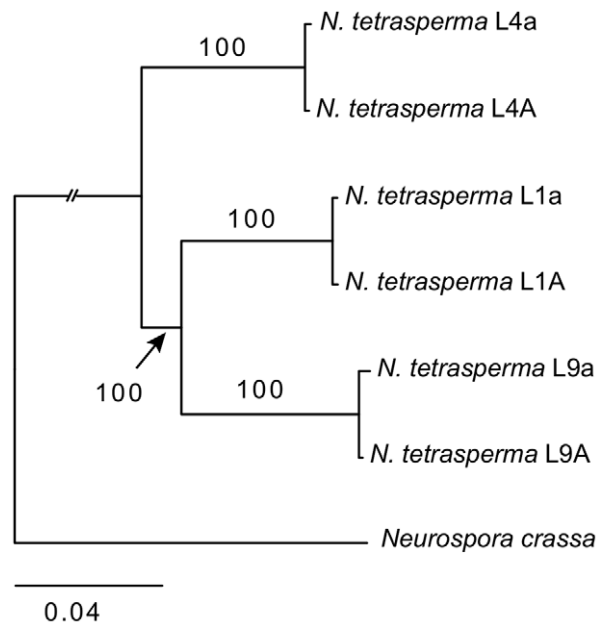 N. tetrasperma L4a
100
N. tetrasperma L4A
N. tetrasperma L1a
100
N. tetrasperma L1A
N. tetrasperma L9a
100
100
N. tetrasperma L9A
Neurospora crassa
0.04